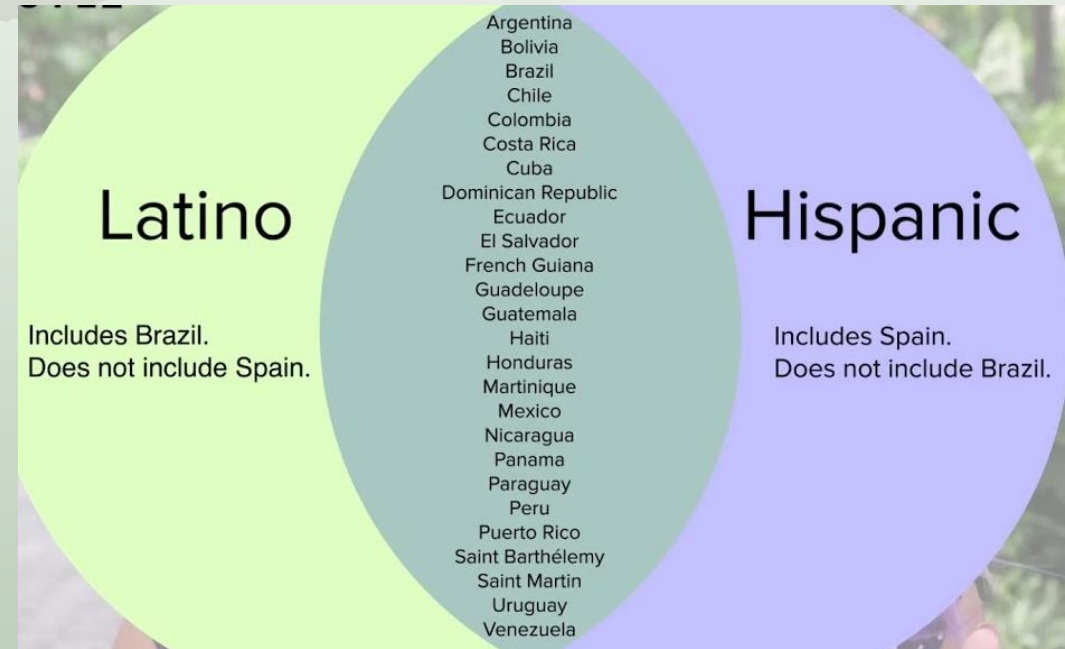 Argentina
Bolivia
Brazil
Chile
Colombia
Costa Rica
Cuba
Dominican Republic
Ecuador
El Salvador
French Guiana
Guadeloupe
Guatemala
Haiti
Honduras
Martinique
Mexico
Nicaragua
Panama
Paraguay
Peru
Puerto Rico
Saint Barthélemy
Saint Martin
Uruguay
Venezuela
Latino
Includes Brazil.
Does not include Spain.
Hispanic
Includes Spain.
Does not include Brazil.